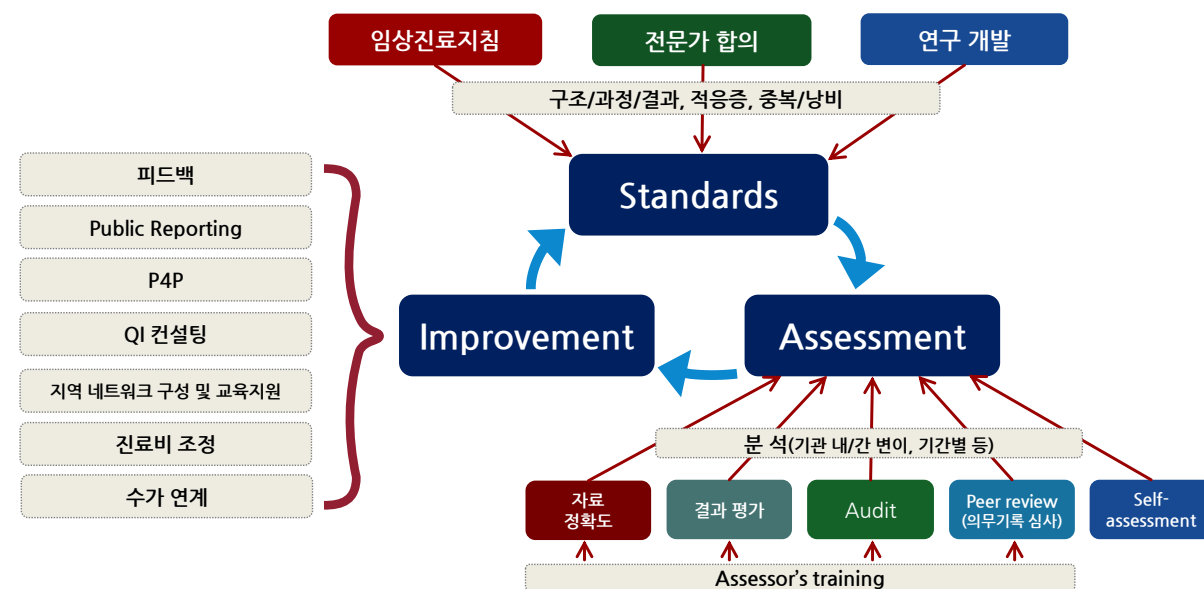 임상진료지침
전문가 합의
연구 개발
구조/과정/결과, 적응증, 중복/낭비
Standards
피드백
Public Reporting
P4P
QI 컨설팅
지역 네트워크 구성 및 교육지원
진료비 조정
수가 연계
Improvement
Assessment
분 석(기관 내/간 변이, 기간별 등)
자료
정확도
결과 평가
Audit
Peer review
(의무기록 심사)
Self-
assessment
Assessor's training